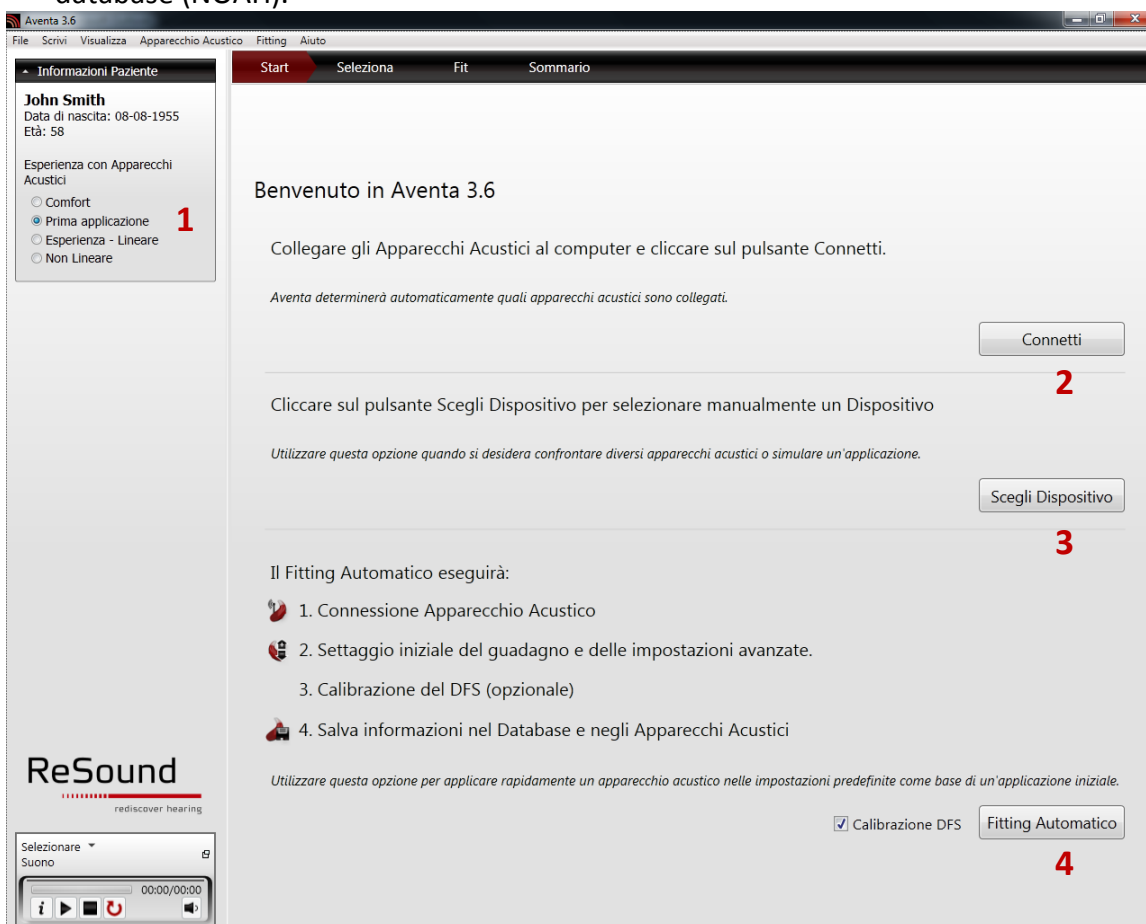 database (NOAH).
Aventa 3.6
File Scrivi Visualizza Apparecchio Acustico Fitting Aiuto
Informazioni Paziente
Start Seleziona Fit Sommario
John Smith
Data di nascita: 08-08-1955
Età: 58
Esperienza con Apparecchi
Acustici
Comfort
Prima applicazione
Esperienza - Lineare
Non Lineare
1
Benvenuto in Aventa 3.6
Collegare gli Apparecchi Acustici al computer e cliccare sul pulsante Connetti.
Aventa determinerà automaticamente quali apparecchi acustici sono collegati.
Connetti
2
Cliccare sul pulsante Scegli Dispositivo per selezionare manualmente un Dispositivo
Utilizzare questa opzione quando si desidera confrontare diversi apparecchi acustici o simulare un'applicazione.
Scegli Dispositivo
3
Il Fitting Automatico eseguirà:
1. Connessione Apparecchio Acustico
2. Settaggio iniziale del guadagno e delle impostazioni avanzate.
3. Calibrazione del DFS (opzionale)
4. Salva informazioni nel Database e negli Apparecchi Acustici
Utilizzare questa opzione per applicare rapidamente un apparecchio acustico nelle impostazioni predefinite come base di un'applicazione iniziale.
Calibrazione DFS Fitting Automatico
4
ReSound
rediscover hearing
Selezionare
Suono
00:00/00:00
i